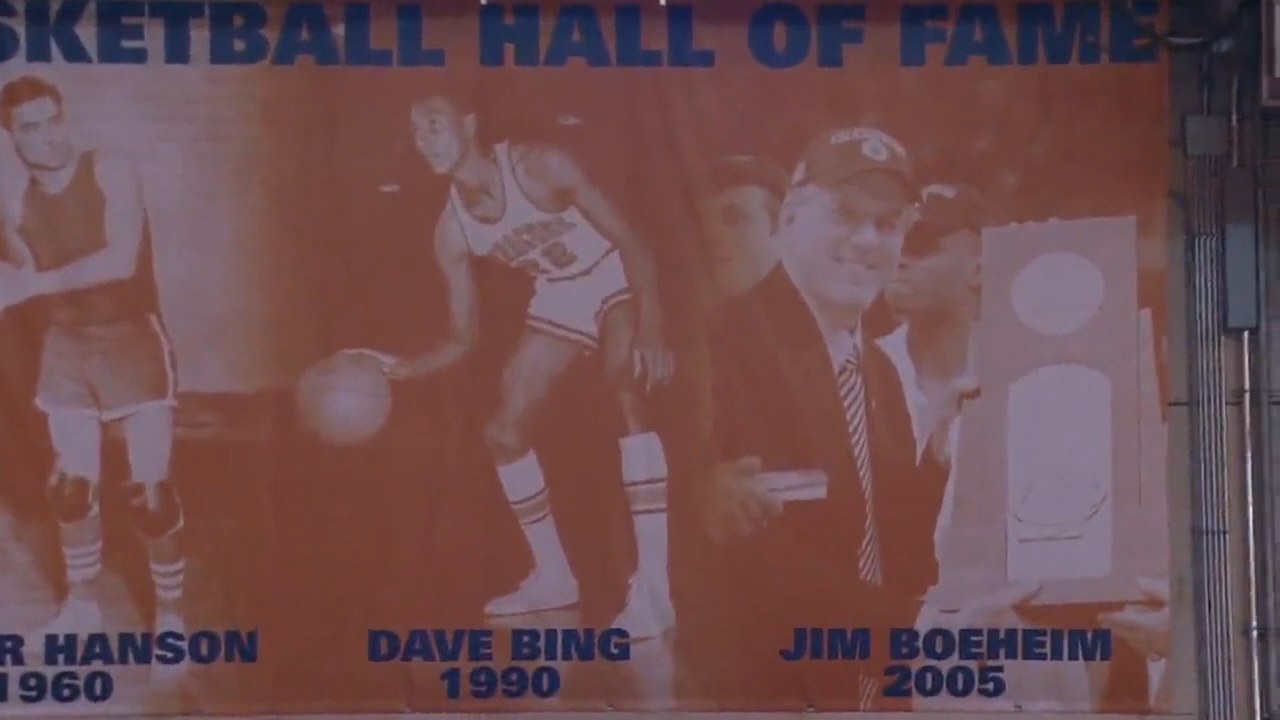 SKETBALL HALL OF FAME
R HANSON
1960
DAVE BING
1990
JIM BOEHEIM
2005